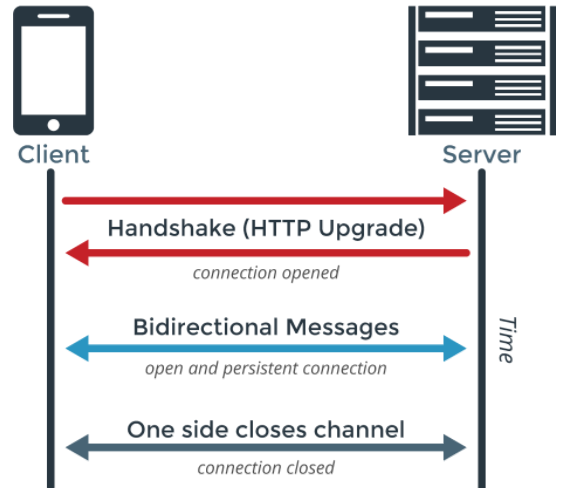 Client
Server
Handshake (HTTP Upgrade)
connection opened
Bidirectional Messages
open and persistent connection
Time
One side closes channel
connection closed